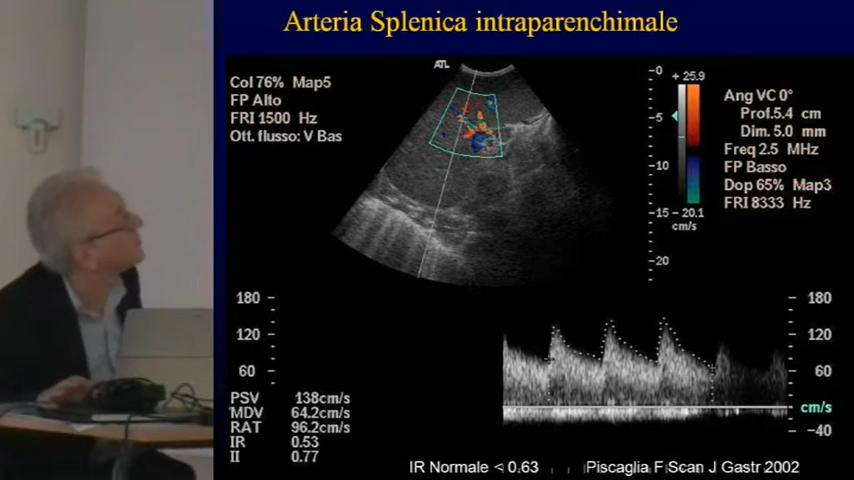 Arteria Splenica intraparenchimale
ATL
Col 76% Map5
FP Alto
FRI 1500 Hz
Ott. flusso: V Bas
0
5
10
15
20
+ 25.9
- 20.1
cm/s
Ang VC 0°
Prof.5.4 cm
Dim. 5.0 mm
Freq 2.5 MHz
FP Basso
Dop 65% Map3
FRI 8333 Hz
180
120
60
180
120
60
cm/s
-40
PSV 138cm/s
MDV 64.2cm/s
RAT 96.2cm/s
IR 0.53
II 0.77
IR Normale < 0.63
Piscaglia F Scan J Gastr 2002